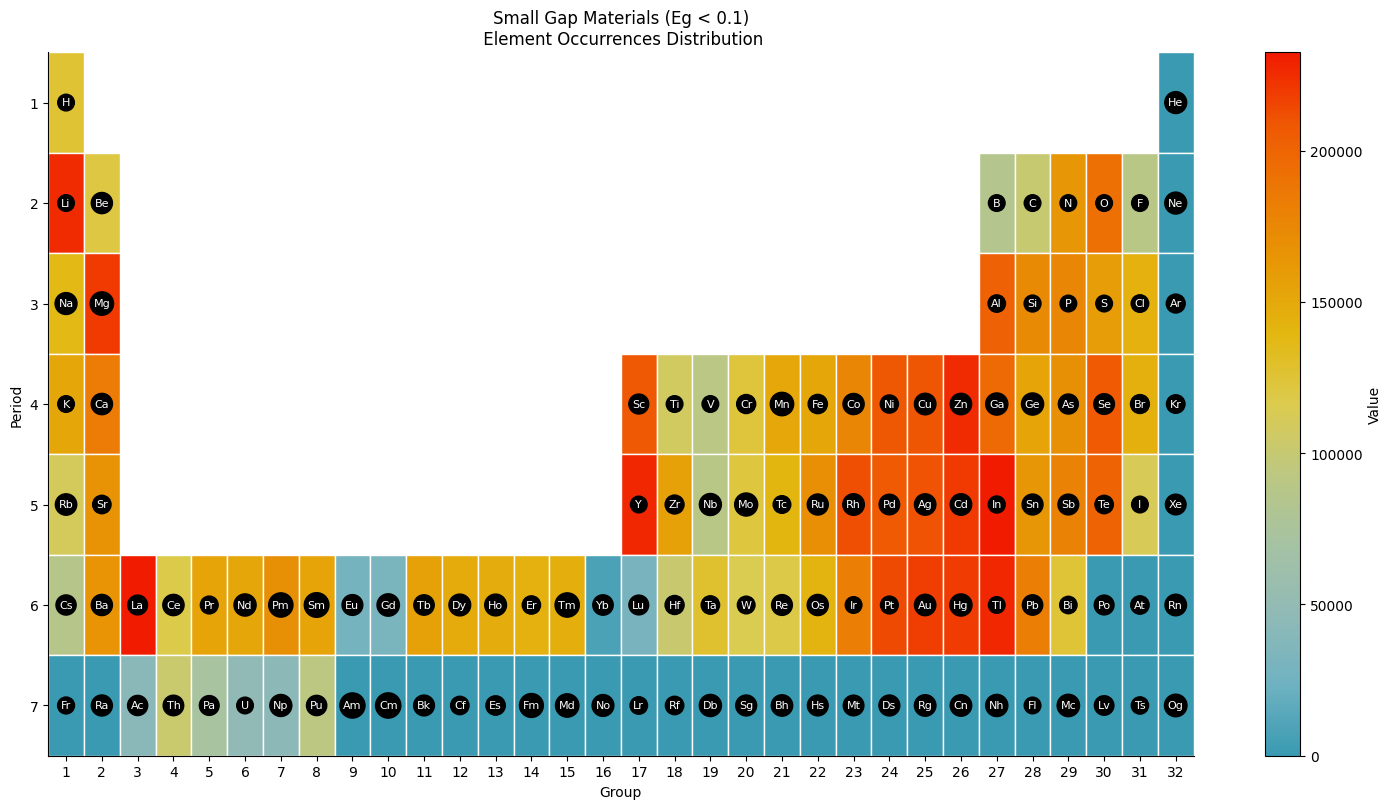 Small Gap Materials (Eg < 0.1)
Element Occurrences Distribution
1 H He
2 Li Be B C N O F Ne
3 Na Mg Al Si P S Cl Ar
4 K Ca Sc Ti V Cr Mn Fe Co Ni Cu Zn Ga Ge As Se Br Kr
5 Rb Sr Y Zr Nb Mo Tc Ru Rh Pd Ag Cd In Sn Sb Te I Xe
6 Cs Ba La Ce Pr Nd Pm Sm Eu Gd Tb Dy Ho Er Tm Yb Lu Hf Ta W Re Os Ir Pt Au Hg Tl Pb Bi Po At Rn
7 Fr Ra Ac Th Pa U Np Pu Am Cm Bk Cf Es Fm Md No Lr Rf Db Sg Bh Hs Mt Ds Rg Cn Nh Fl Mc Lv Ts Og
1 2 3 4 5 6 7 8 9 10 11 12 13 14 15 16 17 18 19 20 21 22 23 24 25 26 27 28 29 30 31 32
Group
Period
200000
150000
100000
50000
0
Value